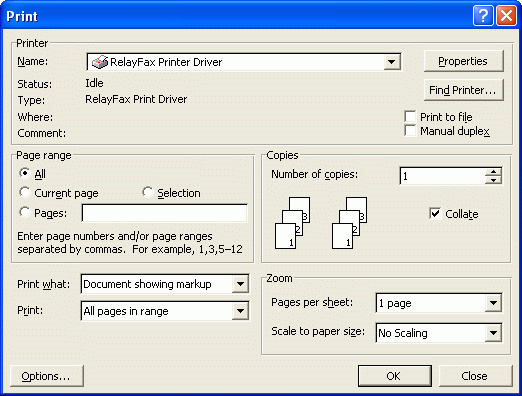 Print
Printer
Name: RelayFax Printer Driver Properties
Status: Idle
Type: RelayFax Print Driver Find Printer...
Where: Print to file
Comment: Manual duplex
Page range
All
Current page Selection
Pages:
Enter page numbers and/or page ranges
separated by commas. For example, 1,3,5–12
Copies
Number of copies: 1
3 3
2 2
1 1
Collate
Print what: Document showing markup
Print: All pages in range
Zoom
Pages per sheet: 1 page
Scale to paper size: No Scaling
Options... OK Close